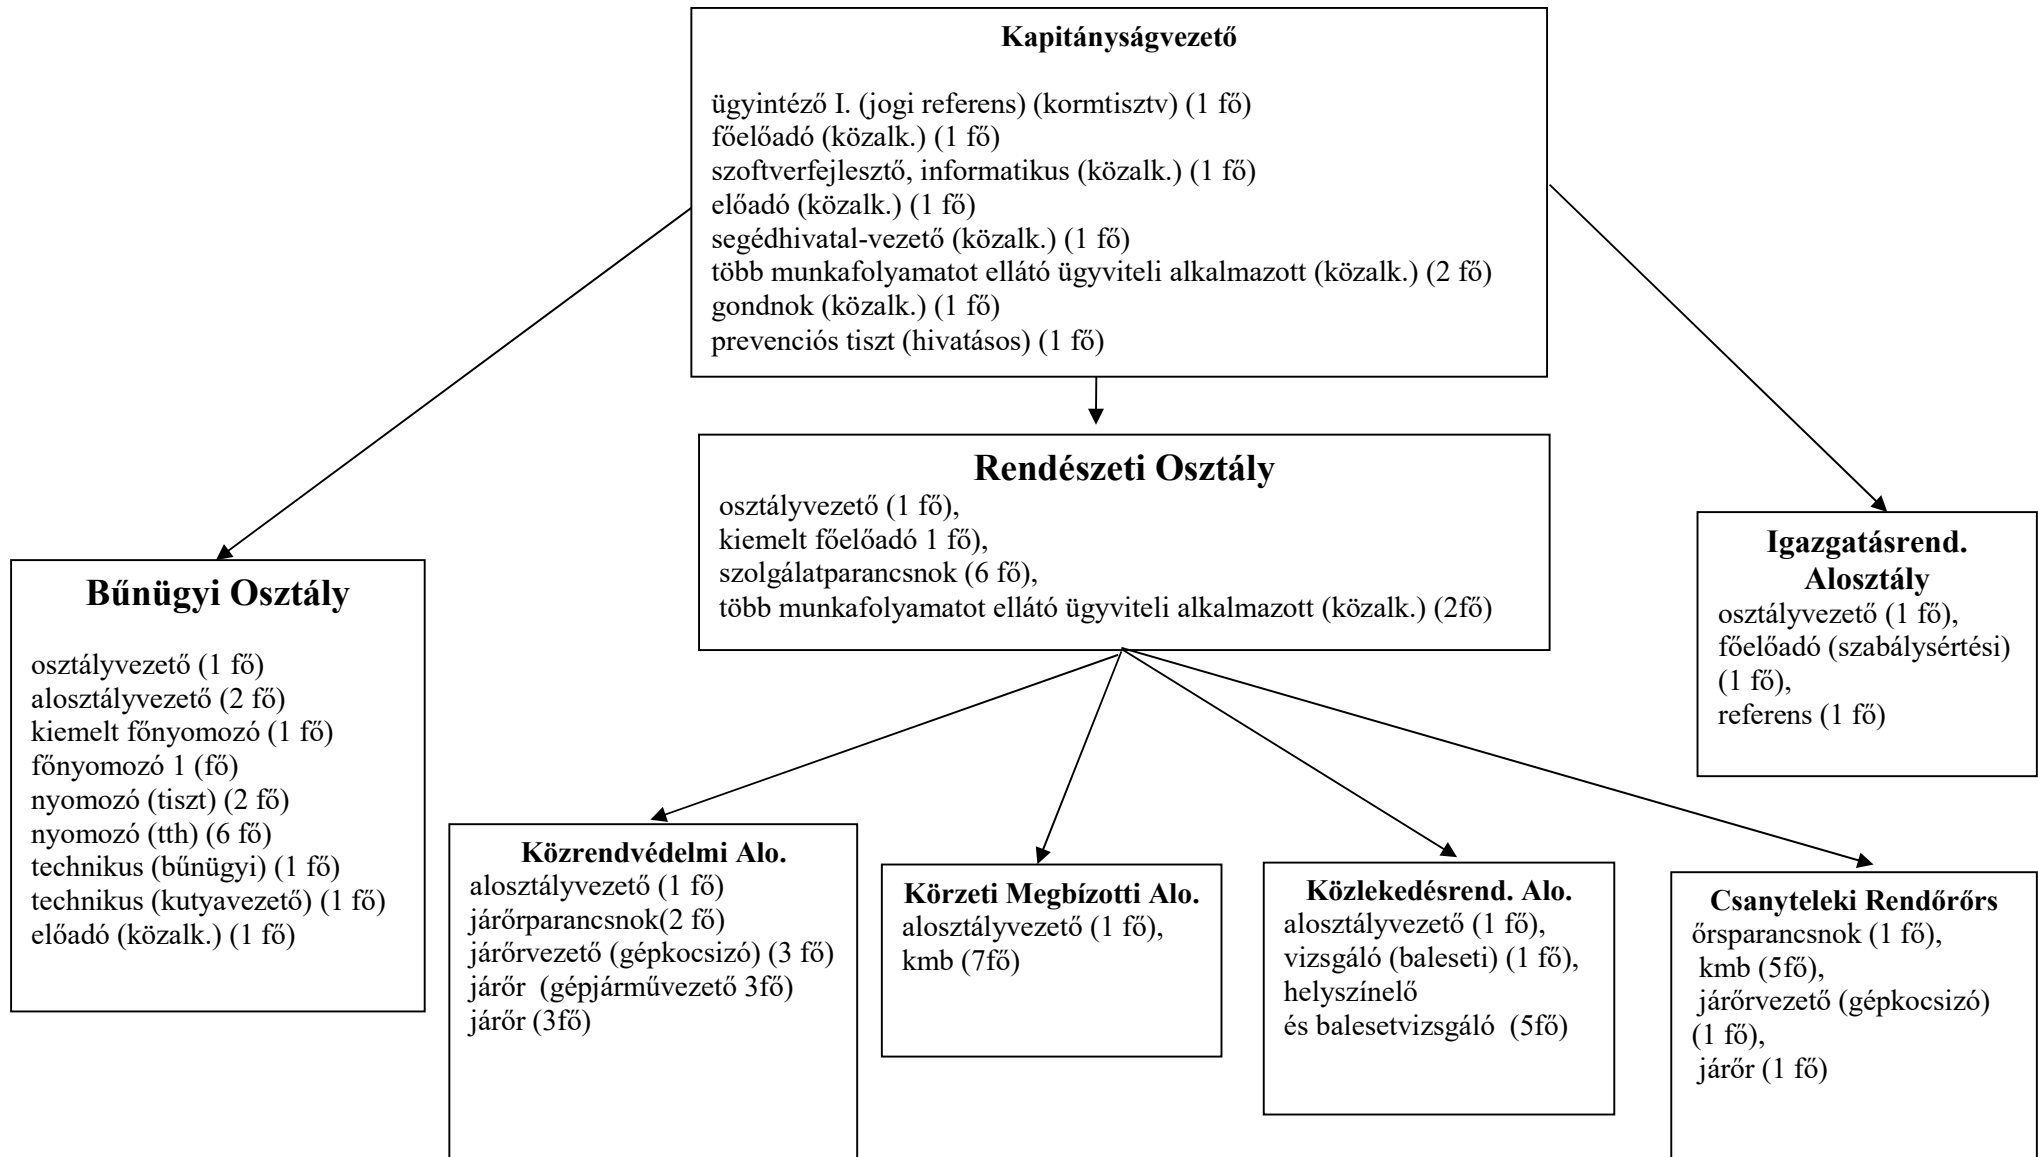 Kapitányságvezető
ügyintéző I. (jogi referens) (kormtisztv) (1 fő)
főelőadó (közalk.) (1 fő)
szoftverfejlesztő, informatikus (közalk.) (1 fő)
előadó (közalk.) (1 fő)
segédhivatal-vezető (közalk.) (1 fő)
több munkafolyamatot ellátó ügyviteli alkalmazott (közalk.) (2 fő)
gondnok (közalk.) (1 fő)
prevenciós tiszt (hivatásos) (1 fő)
Rendészeti Osztály
osztályvezető (1 fő),
kiemelt főelőadó 1 fő),
szolgálatparancsnok (6 fő),
több munkafolyamatot ellátó ügyviteli alkalmazott (közalk.) (2fő)
Igazgatásrend.
Alosztály
osztályvezető (1 fő),
főelőadó (szabálysértési)
(1 fő),
referens (1 fő)
Bűnügyi Osztály
osztályvezető (1 fő)
alosztályvezető (2 fő)
kiemelt főnyomozó (1 fő)
főnyomozó 1 (fő)
nyomozó (tiszt) (2 fő)
nyomozó (tth) (6 fő)
technikus (bűnügyi) (1 fő)
technikus (kutyavezető) (1 fő)
előadó (közalk.) (1 fő)
Közrendvédelmi Alo.
alosztályvezető (1 fő)
járőrparancsnok(2 fő)
járőrvezető (gépkocsizó) (3 fő)
járőr  (gépjárművezető 3fő)
járőr (3fő)
Körzeti Megbízotti Alo.
alosztályvezető (1 fő),
kmb (7fő)
Közlekedésrend. Alo.
alosztályvezető (1 fő),
vizsgáló (baleseti) (1 fő),
helyszínelő
és balesetvizsgáló  (5fő)
Csanyteleki Rendőrőrs
őrsparancsnok (1 fő),
kmb (5fő),
járőrvezető (gépkocsizó)
(1 fő),
járőr (1 fő)